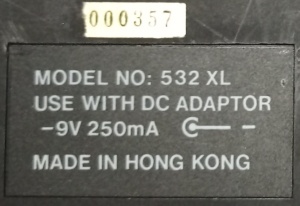 000357
MODEL NO: 532 XL
USE WITH DC ADAPTOR
-9V 250mA
MADE IN HONG KONG